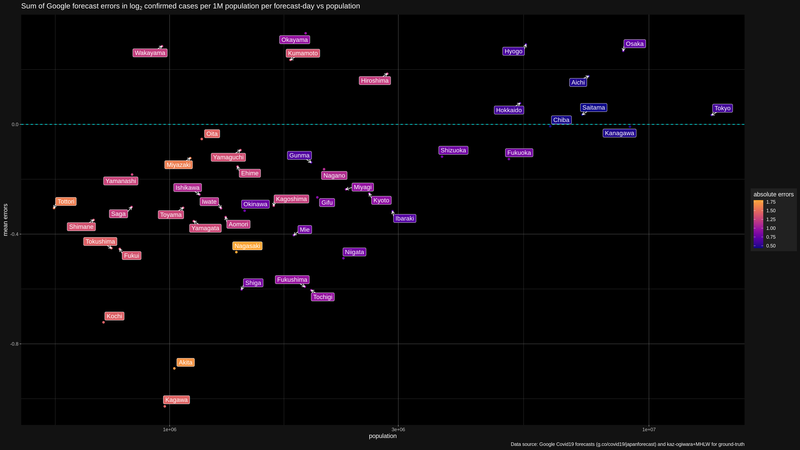 Sum of Google forecast errors in log₂ confirmed cases per 1M population per forecast-day vs population
Okayama
Osaka
Hyogo
Wakayama
Kumamoto
Hiroshima
Aichi
Saitama
Tokyo
Hokkaido
Chiba
0.0
Kanagawa
Oita
Shizuoka
Fukuoka
Gunma
Yamaguchi
Miyazaki
Ehime
Nagano
Yamanashi
Ishikawa
Miyagi
absolute errors
Tottori
Iwate
Okinawa
Kagoshima
Gifu
Kyoto
1.75
1.50
1.25
1.00
0.75
0.50
Saga
Toyama
Ibaraki
mean errors
Shimane
Yamagata
Aomori
Mie
-0.4
Tokushima
Nagasaki
Fukui
Niigata
Shiga
Fukushima
Tochigi
Kochi
-0.8
Akita
Kagawa
1e+06
3e+06
1e+07
population
Data source: Google Covid19 forecasts (g.co/covid19/japanforecast) and kaz-ogiwara+MHLW for ground-truth